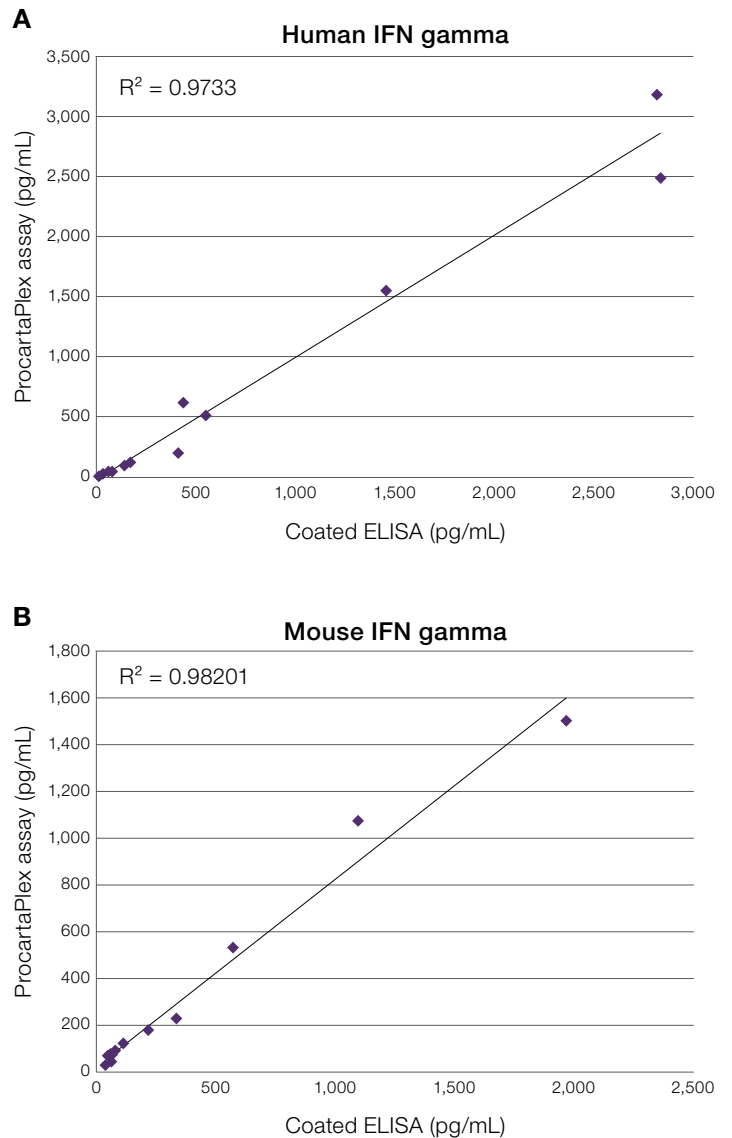 A
Human IFN gamma
R² = 0.9733
ProcartaPlex assay (pg/mL)
3,500
3,000
2,500
2,000
1,500
1,000
500
0
0 500 1,000 1,500 2,000 2,500 3,000
Coated ELISA (pg/mL)
B
Mouse IFN gamma
R² = 0.98201
ProcartaPlex assay (pg/mL)
1,800
1,600
1,400
1,200
1,000
800
600
400
200
0
0 500 1,000 1,500 2,000 2,500
Coated ELISA (pg/mL)